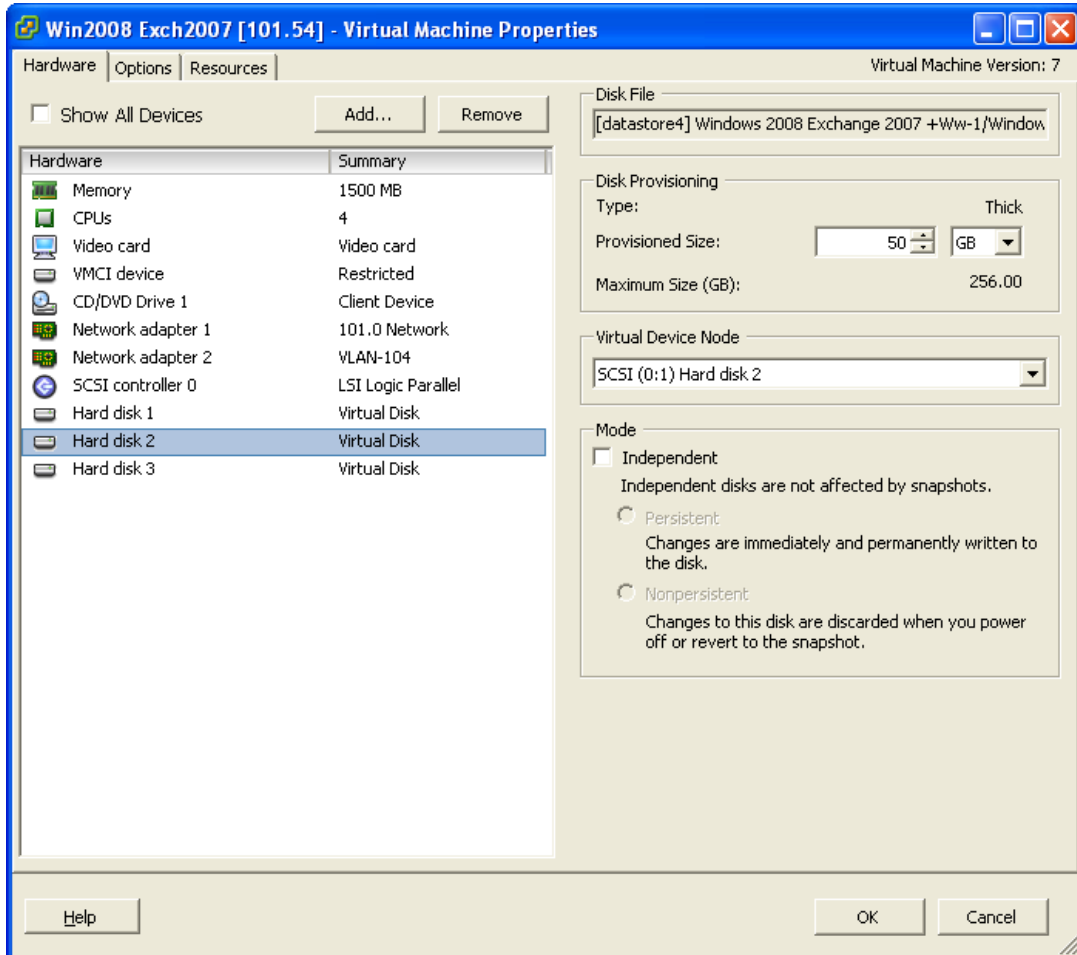 Win2008 Exch2007 [101.54] - Virtual Machine Properties
Hardware Options Resources Virtual Machine Version: 7
Show All Devices Add... Remove
Hardware Summary
Memory 1500 MB
CPUs 4
Video card Video card
VMCI device Restricted
CD/DVD Drive 1 Client Device
Network adapter 1 101.0 Network
Network adapter 2 VLAN-104
SCSI controller 0 LSI Logic Parallel
Hard disk 1 Virtual Disk
Hard disk 2 Virtual Disk
Hard disk 3 Virtual Disk
Disk File
[datastore4] Windows 2008 Exchange 2007 +Ww-1/Window
Disk Provisioning
Type: Thick
Provisioned Size: 50 GB
Maximum Size (GB): 256.00
Virtual Device Node
SCSI (0:1) Hard disk 2
Mode
Independent
Independent disks are not affected by snapshots.
Persistent
Changes are immediately and permanently written to
the disk.
Nonpersistent
Changes to this disk are discarded when you power
off or revert to the snapshot.
Help OK Cancel